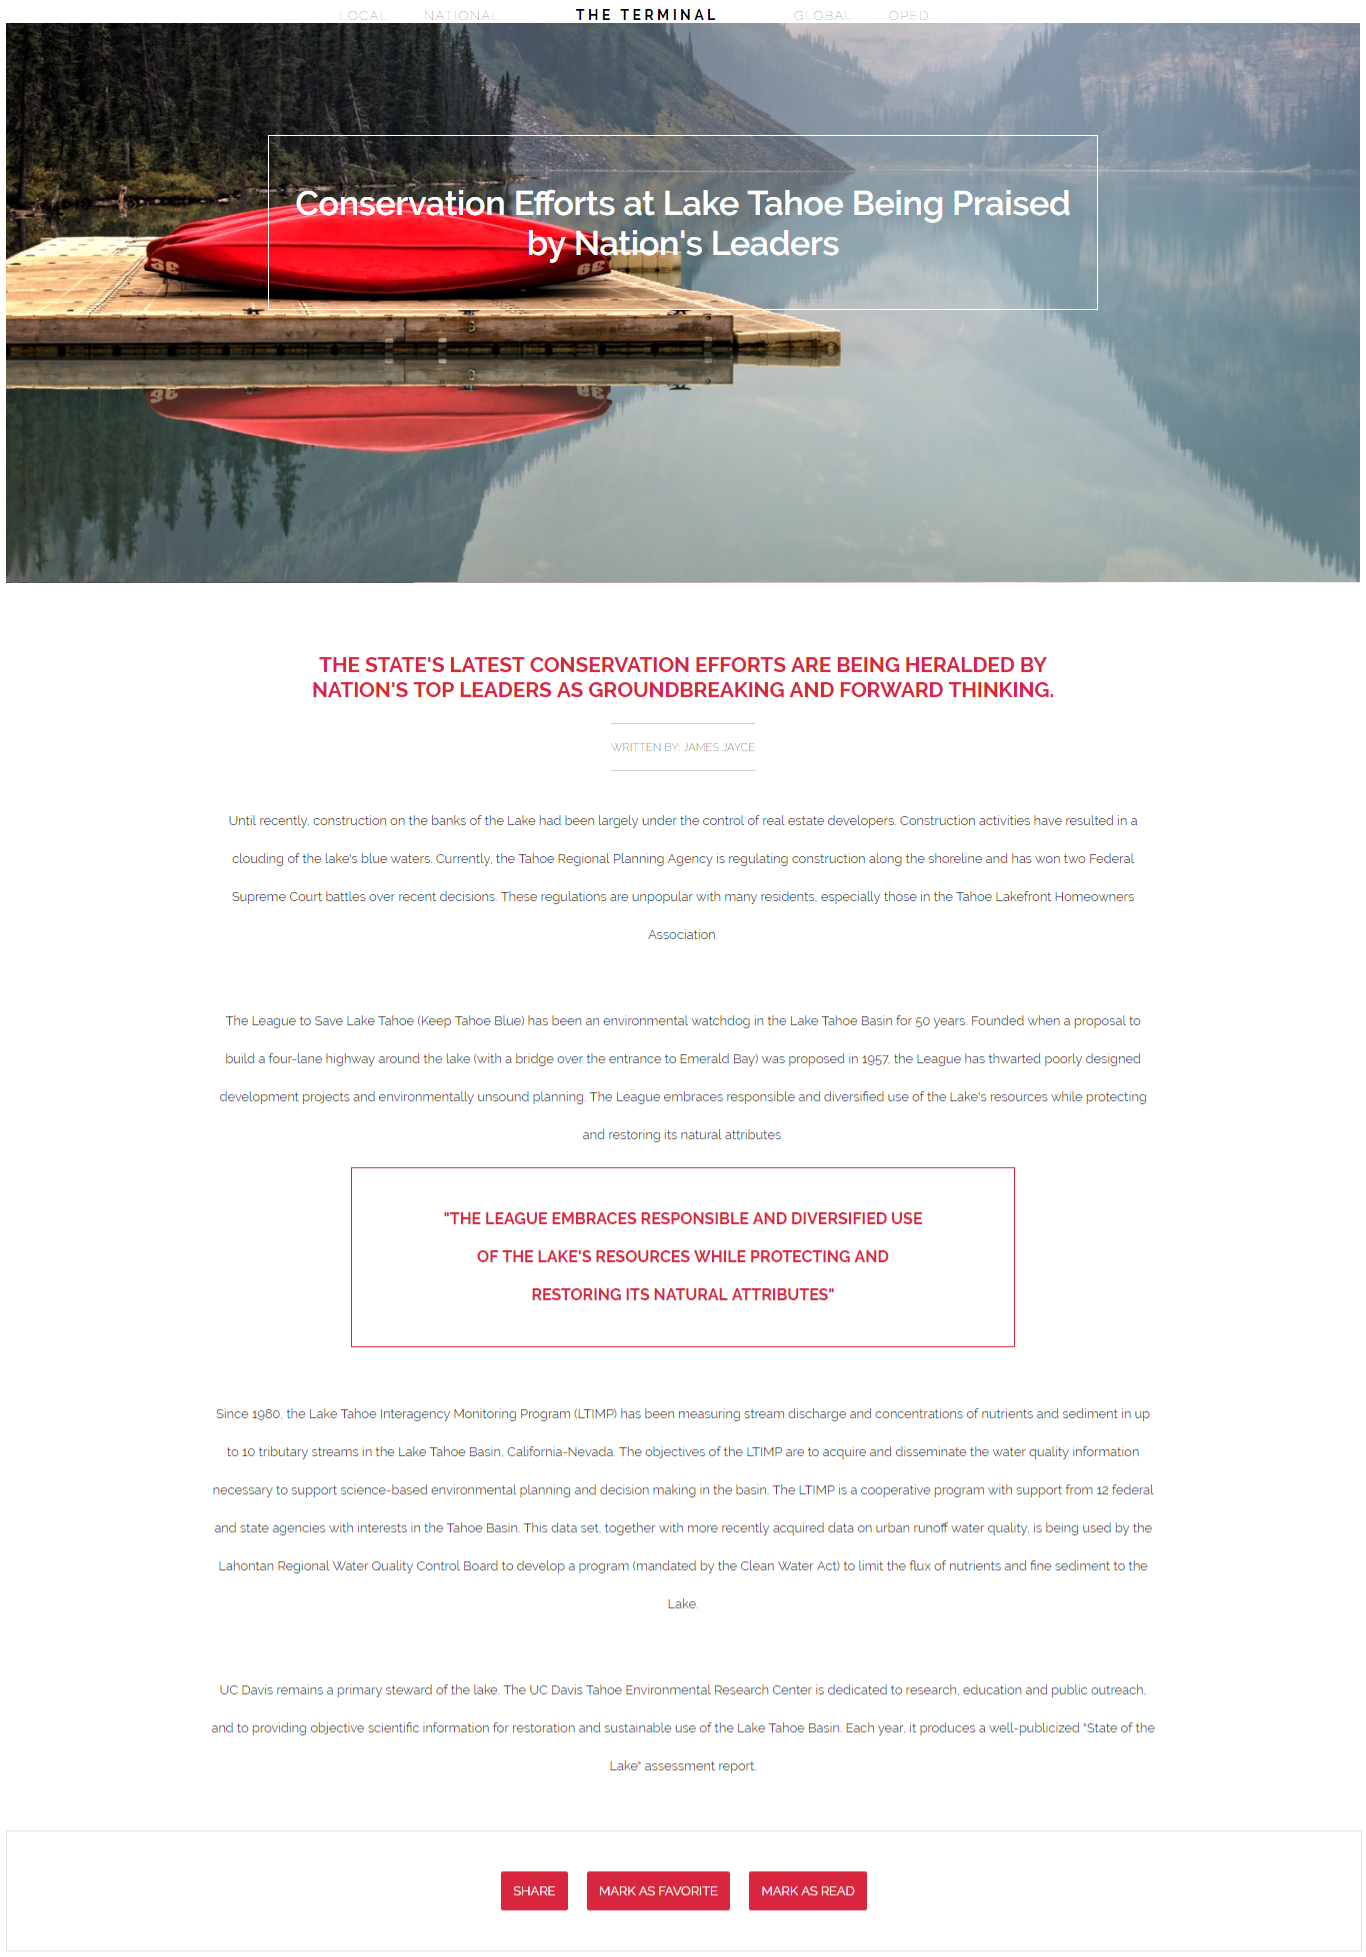 LOCAL NATIONAL THE TERMINAL GLOBAL OPED
Conservation Efforts at Lake Tahoe Being Praised
by Nation's Leaders
36 36
36 36
THE STATE'S LATEST CONSERVATION EFFORTS ARE BEING HERALDED BY
NATION'S TOP LEADERS AS GROUNDBREAKING AND FORWARD THINKING.
WRITTEN BY: JAMES JAYCE
Until recently, construction on the banks of the Lake had been largely under the control of real estate developers. Construction activities have resulted in a
clouding of the lake's blue waters. Currently, the Tahoe Regional Planning Agency is regulating construction along the shoreline and has won two Federal
Supreme Court battles over recent decisions. These regulations are unpopular with many residents, especially those in the Tahoe Lakefront Homeowners
Association.
The League to Save Lake Tahoe (Keep Tahoe Blue) has been an environmental watchdog in the Lake Tahoe Basin for 50 years. Founded when a proposal to
build a four-lane highway around the lake (with a bridge over the entrance to Emerald Bay) was proposed in 1957, the League has thwarted poorly designed
development projects and environmentally unsound planning. The League embraces responsible and diversified use of the Lake's resources while protecting
and restoring its natural attributes.
"THE LEAGUE EMBRACES RESPONSIBLE AND DIVERSIFIED USE
OF THE LAKE'S RESOURCES WHILE PROTECTING AND
RESTORING ITS NATURAL ATTRIBUTES"
Since 1980, the Lake Tahoe Interagency Monitoring Program (LTIMP) has been measuring stream discharge and concentrations of nutrients and sediment in up
to 10 tributary streams in the Lake Tahoe Basin, California-Nevada. The objectives of the LTIMP are to acquire and disseminate the water quality information
necessary to support science-based environmental planning and decision making in the basin. The LTIMP is a cooperative program with support from 12 federal
and state agencies with interests in the Tahoe Basin. This data set, together with more recently acquired data on urban runoff water quality, is being used by the
Lahontan Regional Water Quality Control Board to develop a program (mandated by the Clean Water Act) to limit the flux of nutrients and fine sediment to the
Lake.
UC Davis remains a primary steward of the lake. The UC Davis Tahoe Environmental Research Center is dedicated to research, education and public outreach,
and to providing objective scientific information for restoration and sustainable use of the Lake Tahoe Basin. Each year, it produces a well-publicized "State of the
Lake" assessment report.
SHARE MARK AS FAVORITE MARK AS READ